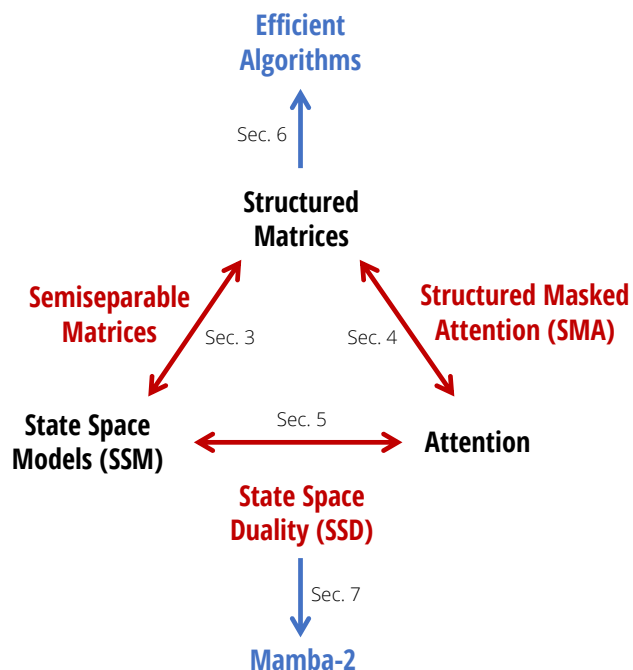 Efficient
Algorithms
Sec. 6
Structured
Matrices
Semiseparable
Matrices
Structured Masked
Attention (SMA)
Sec. 3
Sec. 4
State Space
Models (SSM)
Sec. 5
Attention
State Space
Duality (SSD)
Sec. 7
Mamba-2